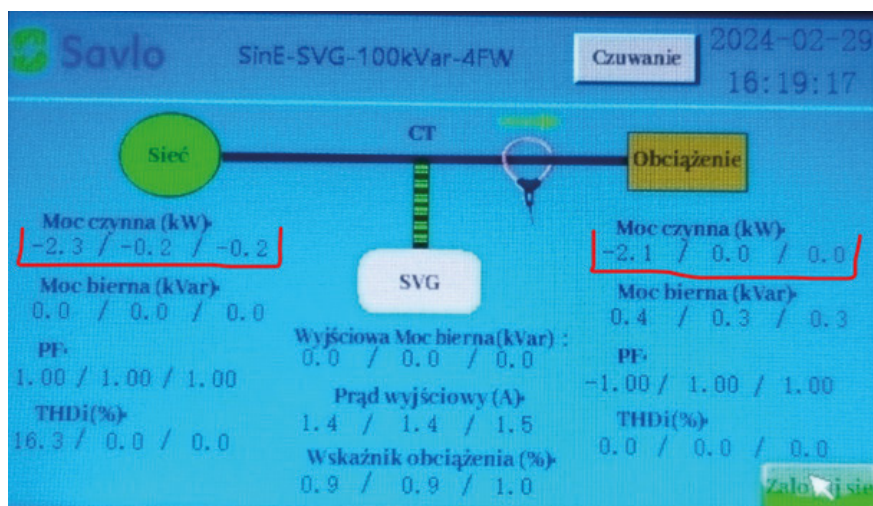 Savlo
SinE-SVG-100kVar-4FW
Czuwanie
2024-02-29
16:19:17
CT
Sieć
Obciążenie
Moc czynna (kW):
-2.3 / -0.2 / -0.2
Moc bierna (kVar):
0.0 / 0.0 / 0.0
PF:
1.00 / 1.00 / 1.00
THDi(%):
16.3 / 0.0 / 0.0
SVG
Wyjściowa Moc bierna(kVar) :
0.0 / 0.0 / 0.0
Prąd wyjściowy (A):
1.4 / 1.4 / 1.5
Wskaźnik obciążenia (%):
0.9 / 0.9 / 1.0
Moc czynna (kW):
-2.1 / 0.0 / 0.0
Moc bierna (kVar):
0.4 / 0.3 / 0.3
PF:
-1.00 / 1.00 / 1.00
THDi(%):
0.0 / 0.0 / 0.0